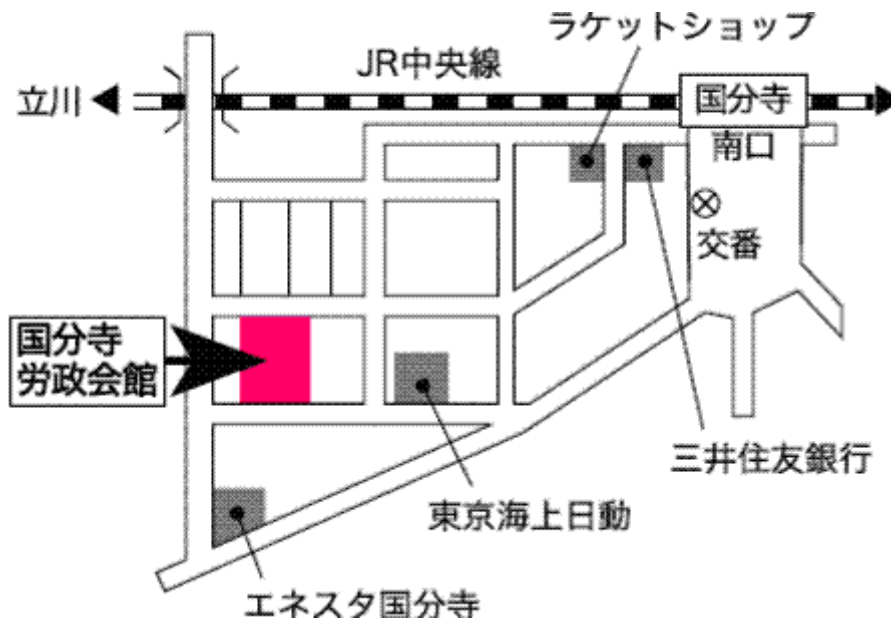 ラケットショップ
JR中央線
立川
国分寺
南口
交番
国分寺
労政会館
三井住友銀行
東京海上日動
エネスタ国分寺